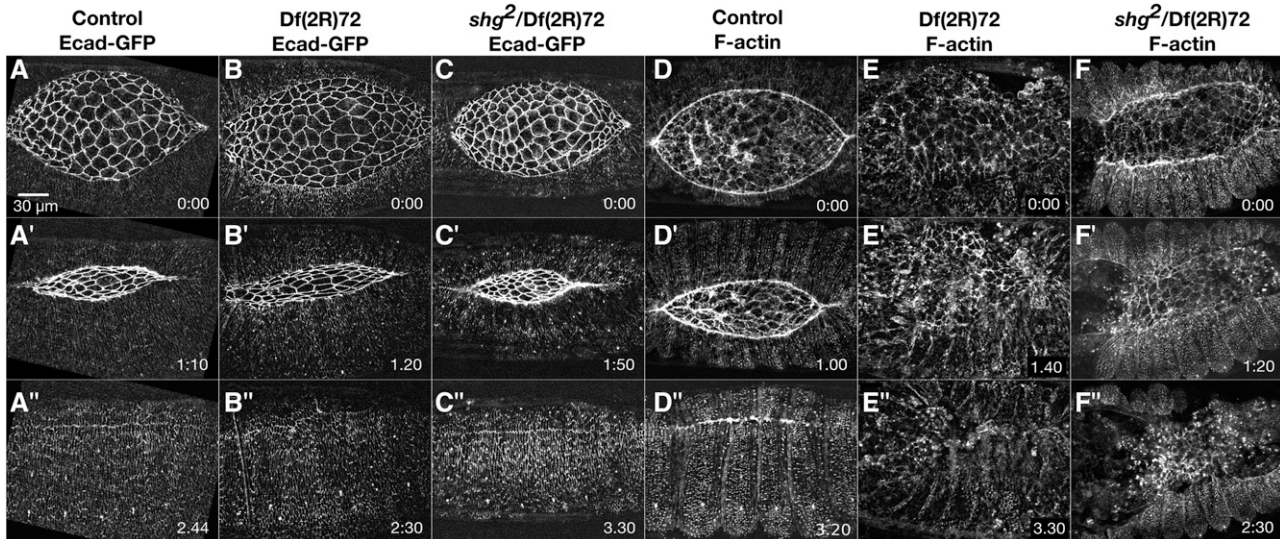 Control Df(2R)72 shg2/Df(2R)72 Control Df(2R)72 shg2/Df(2R)72
Ecad-GFP Ecad-GFP Ecad-GFP F-actin F-actin F-actin
A B C D E F
30 μm 0:00 0:00 0:00 0:00 0:00 0:00
A' B' C' D' E' F'
1:10 1.20 1:50 1.00 1.40 1:20
A" B" C" D" E" F"
2.44 2:30 3.30 3.20 3.30 2:30